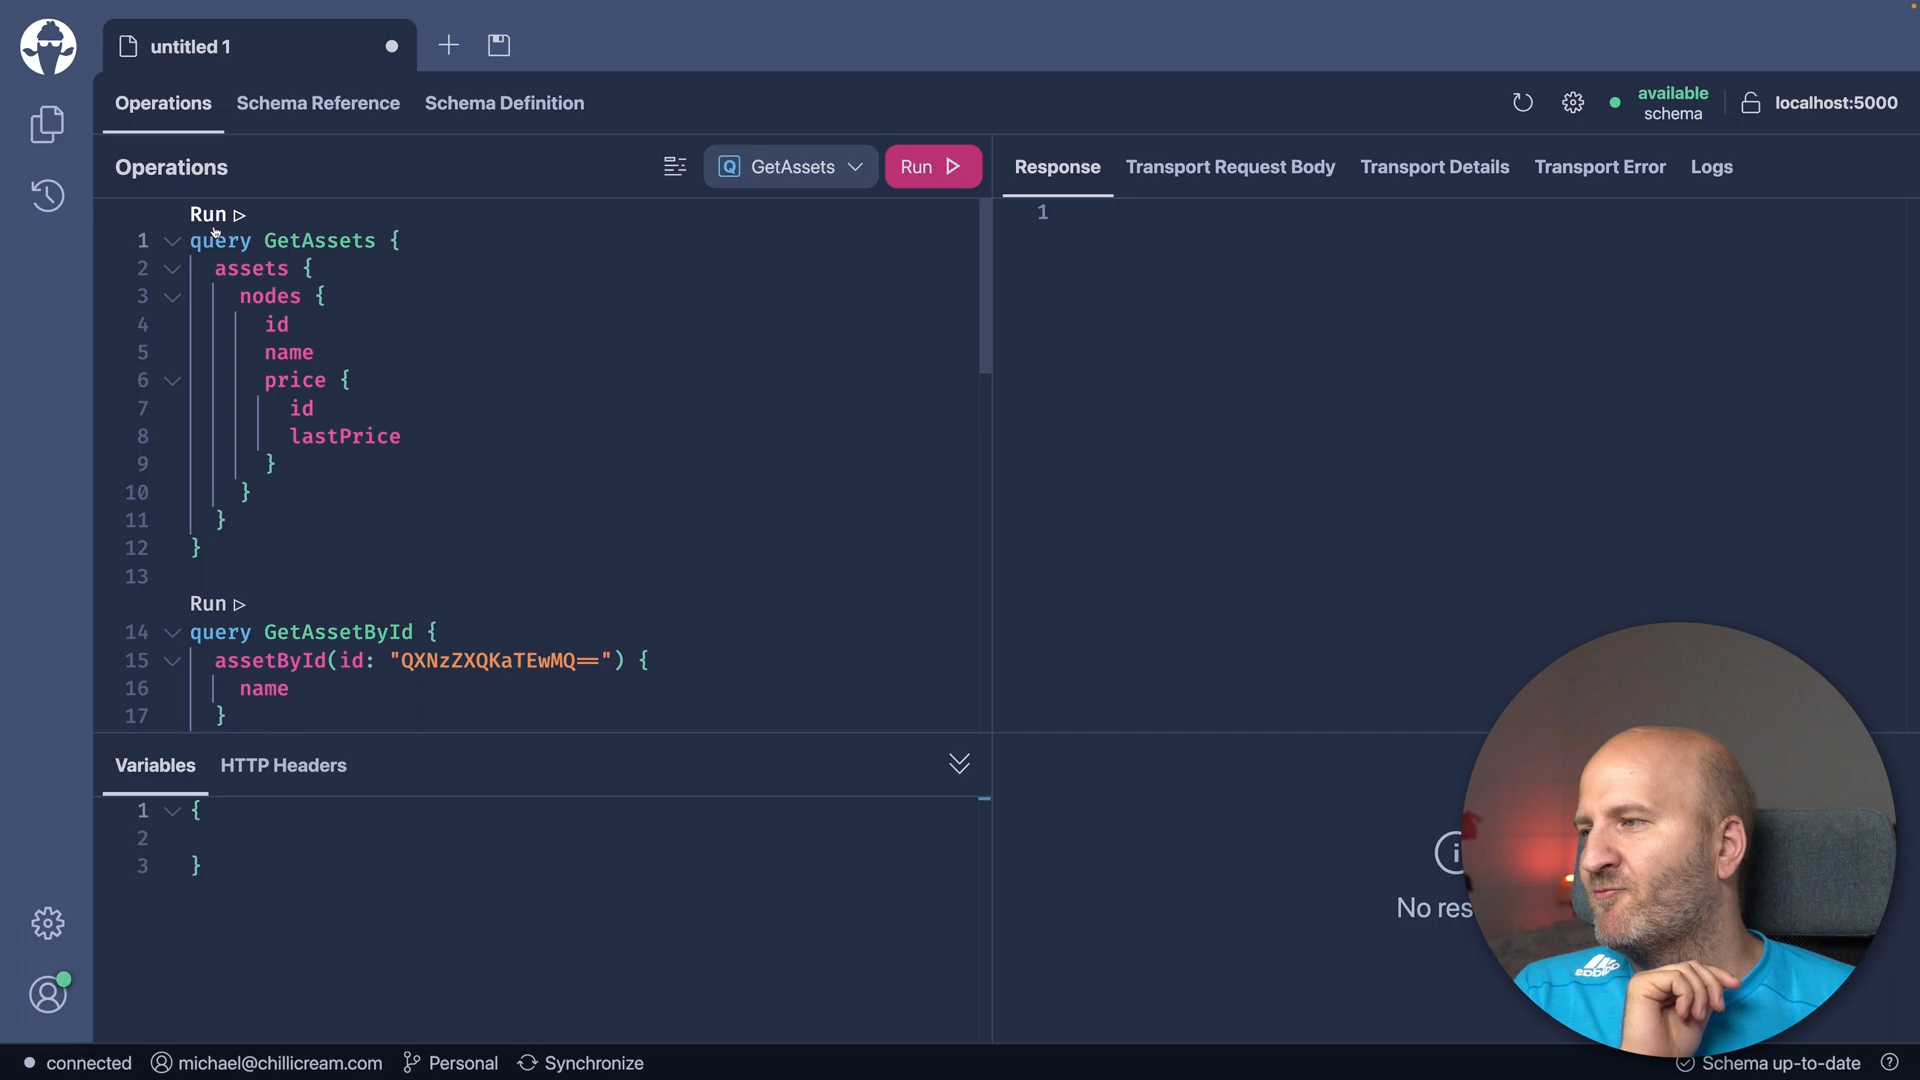 untitled 1
Operations Schema Reference Schema Definition
available
schema
localhost:5000
Operations
GetAssets
Run
Response Transport Request Body Transport Details Transport Error Logs
Run ▷
1 query GetAssets {
2 assets {
3 nodes {
4 id
5 name
6 price {
7 id
8 lastPrice
9 }
10 }
11 }
12 }
13
Run ▷
14 query GetAssetById {
15 assetById(id: "QXNzZXQKaTEwMQ==") {
16 name
17 }
1
Variables HTTP Headers
1 {
2
3 }
No res
adidas
connected
michael@chillicream.com
Personal
Synchronize
Schema up-to-date